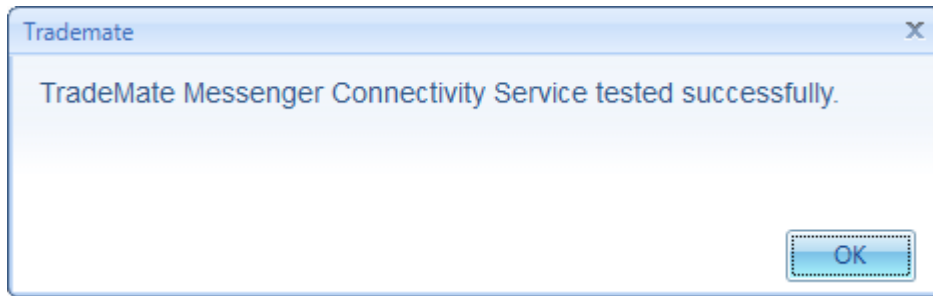 Trademate
TradeMate Messenger Connectivity Service tested successfully.
OK